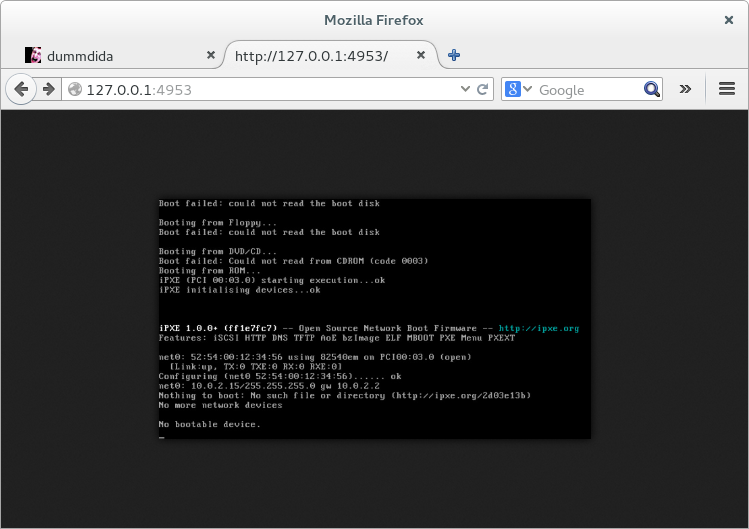 Mozilla Firefox
dummdida
http://127.0.0.1:4953/
127.0.0.1:4953
Google
Boot failed: could not read the boot disk
Booting from Floppy...
Boot failed: could not read the boot disk
Booting from DVD/CD...
Boot failed: Could not read from CDROM (code 0003)
Booting from ROM...
iPXE (PCI 00:03.0) starting execution...ok
iPXE initialising devices...ok
iPXE 1.0.0+ (ff1e7fc7) -- Open Source Network Boot Firmware -- http://ipxe.org
Features: iSCSI HTTP DNS TFTP AoE bzImage ELF MBOOT PXE Menu PXEXT
net0: 52:54:00:12:34:56 using 82540em on PCI00:03.0 (open)
[Link:up, TX:0 TXE:0 RX:0 RXE:0]
Configuring (net0 52:54:00:12:34:56)...... ok
net0: 10.0.2.15/255.255.255.0 gw 10.0.2.2
Nothing to boot: No such file or directory (http://ipxe.org/2d03e13b)
No more network devices
No bootable device.